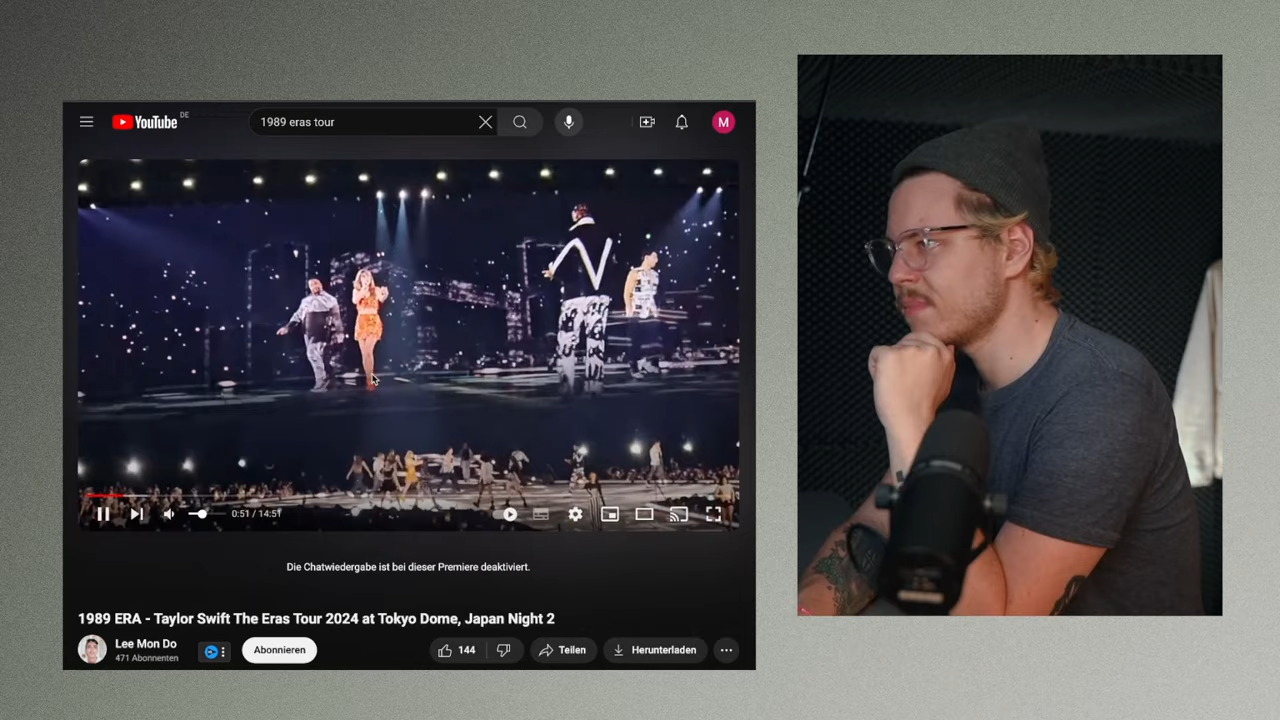 YouTube DE
1989 eras tour
M
0:51 / 14:51
Die Chatwiedergabe ist bei dieser Premiere deaktiviert.
1989 ERA - Taylor Swift The Eras Tour 2024 at Tokyo Dome, Japan Night 2
Lee Mon Do
471 Abonnenten
Abonnieren
144
Teilen
Herunterladen